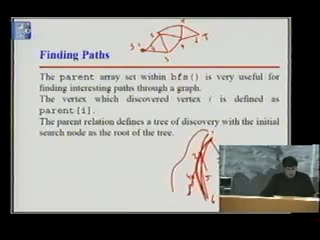 Finding Paths
The parent array set within bfs() is very useful for
finding interesting paths through a graph.
The vertex which discovered vertex i is defined as
parent[i].
The parent relation defines a tree of discovery with the initial
search node as the root of the tree.